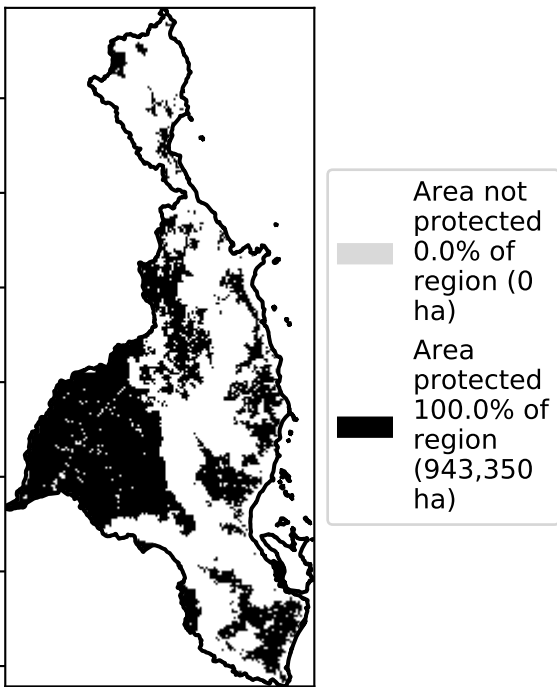 Area not
protected
0.0% of
region (0
ha)
Area
protected
100.0% of
region
(943,350
ha)